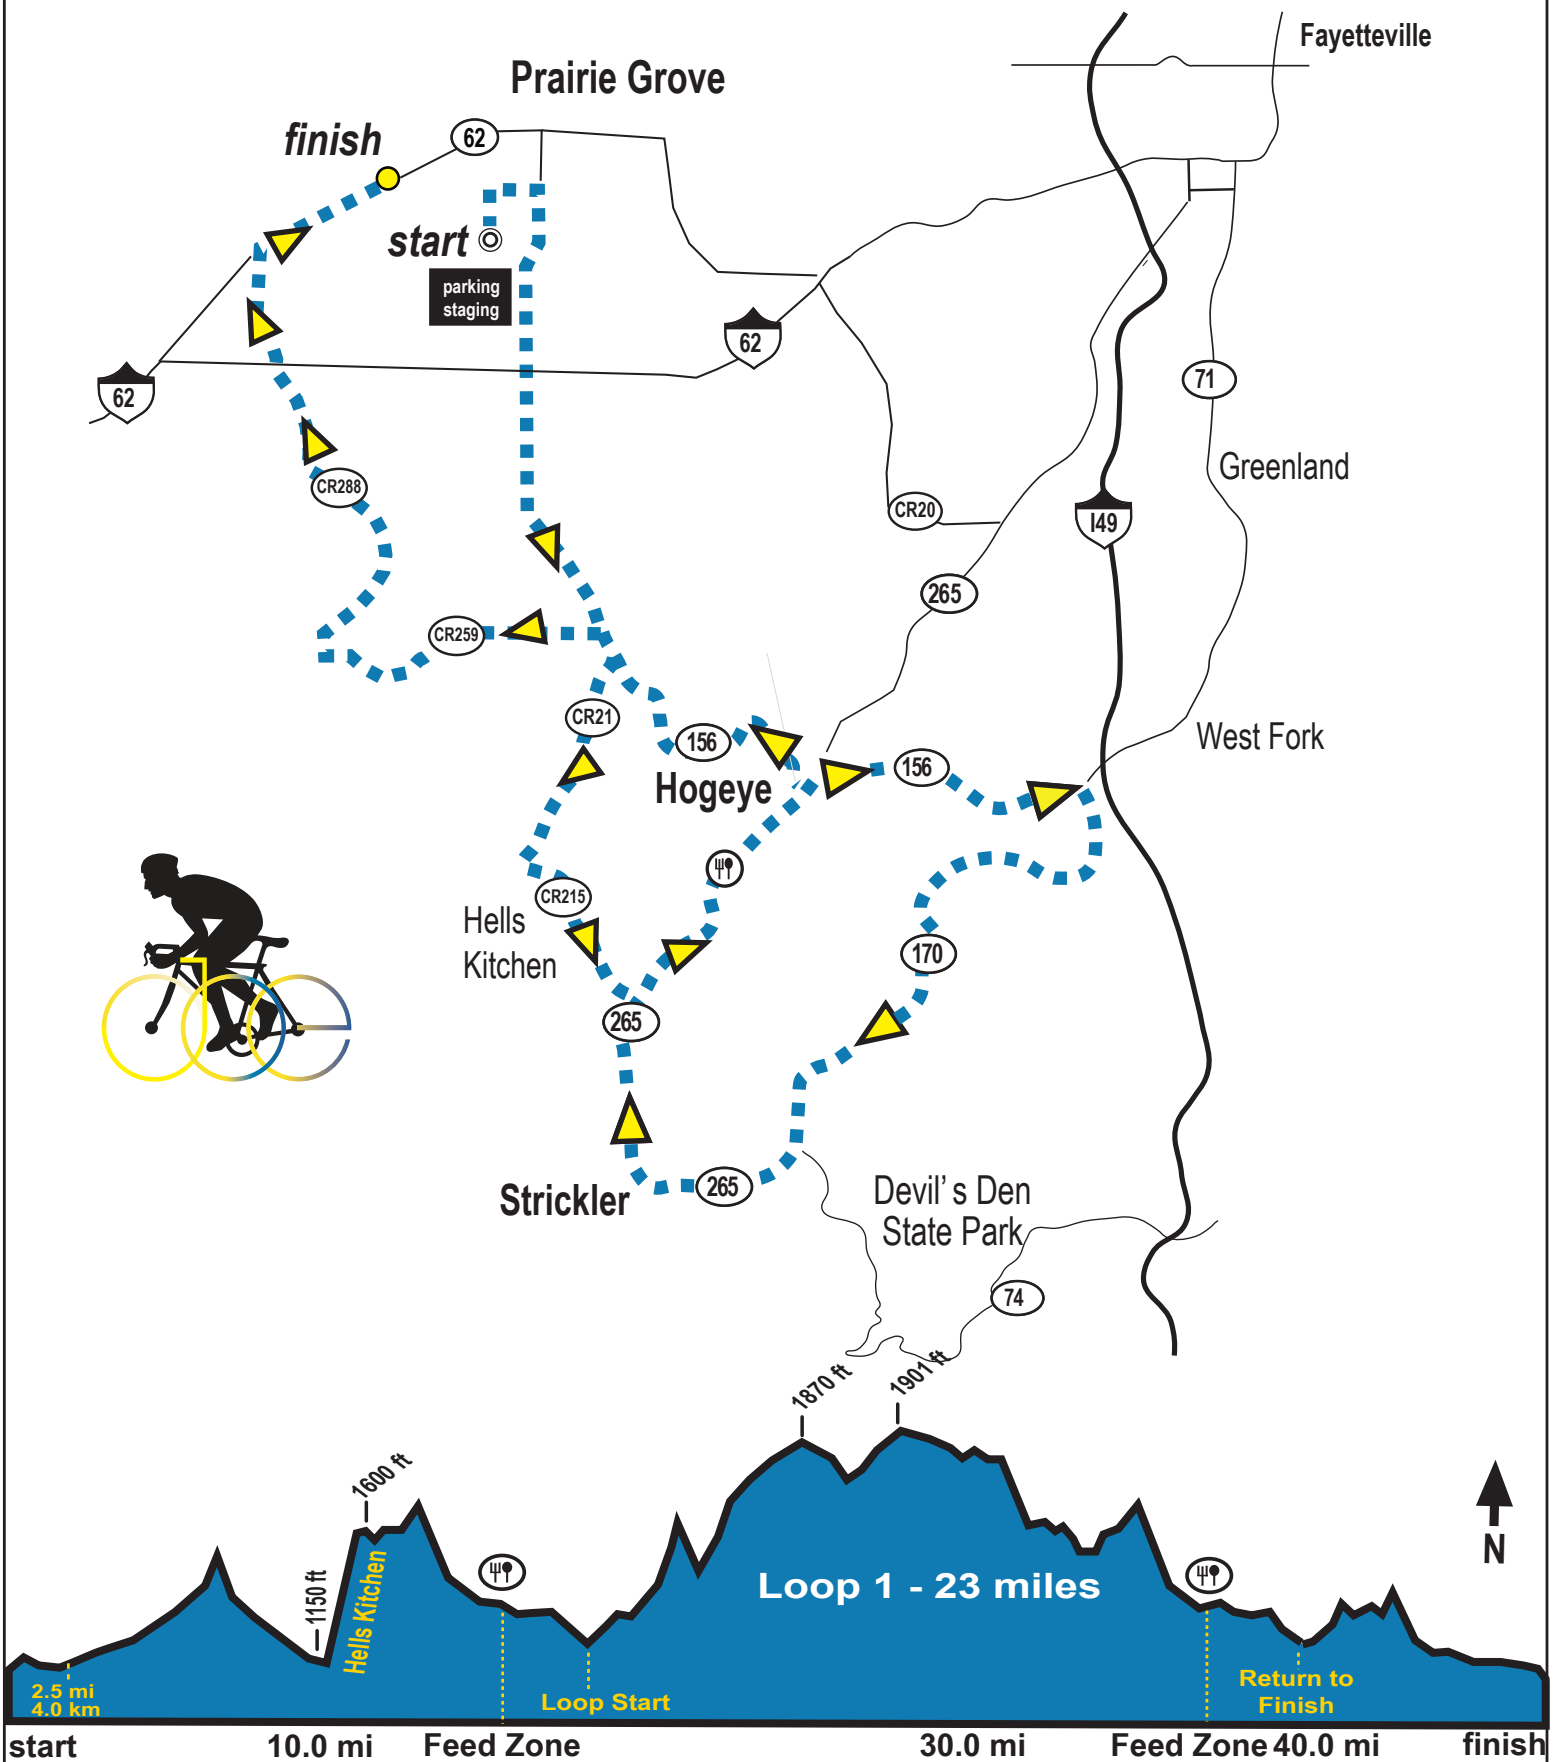 Fayetteville
Prairie Grove
finish
62
start
parking
staging
62
62
71
Greenland
CR288
CR20
I49
265
CR259
CR21
156
West Fork
156
Hogeye
CR215
Hells
Kitchen
170
265
265
Strickler
Devil's Den
State Park
74
1870 ft
1901 ft
1600 ft
1150 ft
Hells Kitchen
Loop 1 - 23 miles
N
2.5 mi
4.0 km
Loop Start
Return to
Finish
start 10.0 mi Feed Zone 30.0 mi Feed Zone 40.0 mi finish